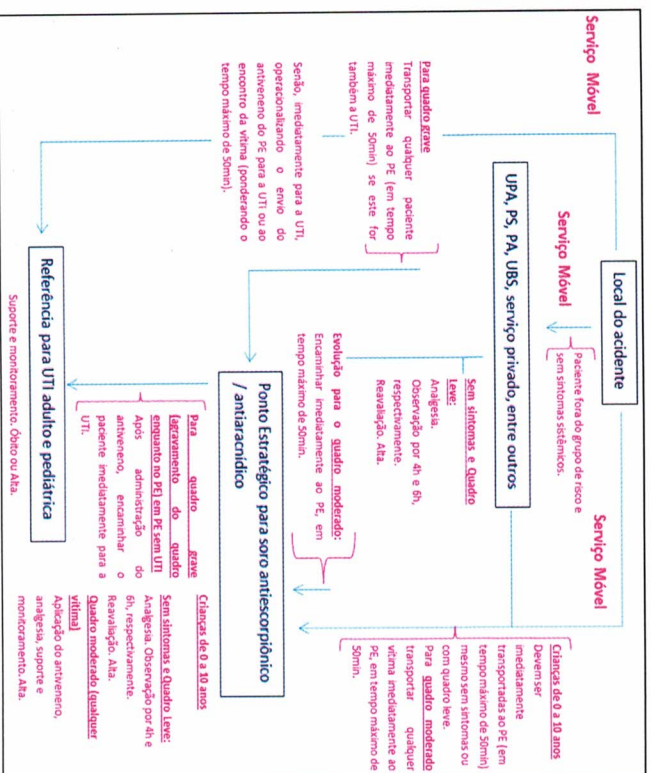 Serviço Móvel
Local do acidente
Serviço Móvel
Paciente fora do grupo de risco e
sem sintomas sistêmicos.
Serviço Móvel
UPA, PS, PA, UBS, serviço privado, entre outros
Crianças de 0 a 10 anos
Devem ser
imediatamente
transportadas ao PE (em
tempo máximo de 50min)
mesmo sem sintomas ou
com quadro leve.
Para quadro moderado
transportar qualquer
vítima imediatamente ao
PE, em tempo máximo de
50min.
Para quadro grave
Transportar qualquer paciente
imediatamente ao PE (em tempo
máximo de 50min) se este for
também a UTI.
Senão, imediatamente para a UTI,
operacionalizando o envio do
antiveneno do PE para a UTI ou ao
encontro da vítima (ponderando o
tempo máximo de 50min).
Sem sintomas e Quadro
Leve:
Analgesia.
Observação por 4h e 6h,
respectivamente.
Reavaliação. Alta.
Evolução para o quadro moderado:
Encaminhar imediatamente ao PE, em
tempo máximo de 50min.
Ponto Estratégico para soro antiescorpiônico
/ antiaracnídico
Para quadro grave
(agravamento do quadro
enquanto no PE) em PE sem UTI
Após administração do
antiveneno, encaminhar o
paciente imediatamente para a
UTI.
Crianças de 0 a 10 anos
Sem sintomas e Quadro Leve:
Analgesia. Observação por 4h e
6h, respectivamente.
Reavaliação. Alta.
Quadro moderado (qualquer
vítima)
Aplicação do antiveneno,
analgesia, suporte e
monitoramento. Alta.
Referência para UTI adulto e pediátrica
Suporte e monitoramento. Óbito ou Alta.